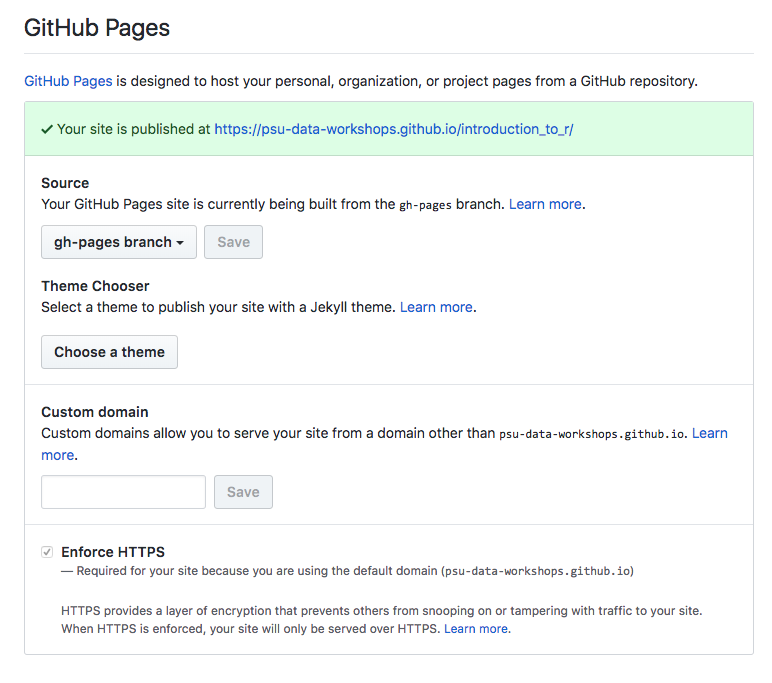 GitHub Pages
GitHub Pages is designed to host your personal, organization, or project pages from a GitHub repository.
Your site is published at https://psu-data-workshops.github.io/introduction_to_r/
Source
Your GitHub Pages site is currently being built from the gh-pages branch. Learn more.
gh-pages branch Save
Theme Chooser
Select a theme to publish your site with a Jekyll theme. Learn more.
Choose a theme
Custom domain
Custom domains allow you to serve your site from a domain other than psu-data-workshops.github.io. Learn
more.
Save
Enforce HTTPS
— Required for your site because you are using the default domain (psu-data-workshops.github.io)
HTTPS provides a layer of encryption that prevents others from snooping on or tampering with traffic to your site.
When HTTPS is enforced, your site will only be served over HTTPS. Learn more.